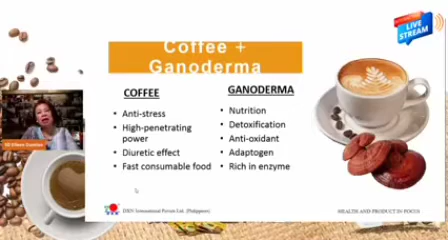 LIVE
STREAM
Coffee +
Ganoderma
COFFEE
• Anti-stress
• High-penetrating
power
• Diuretic effect
• Fast consumable food
GANODERMA
• Nutrition
• Detoxification
• Anti-oxidant
• Adaptogen
• Rich in enzyme
DXN International Private Ltd. (Philippines)
HEALTH AND PRODUCT IN FOCUS